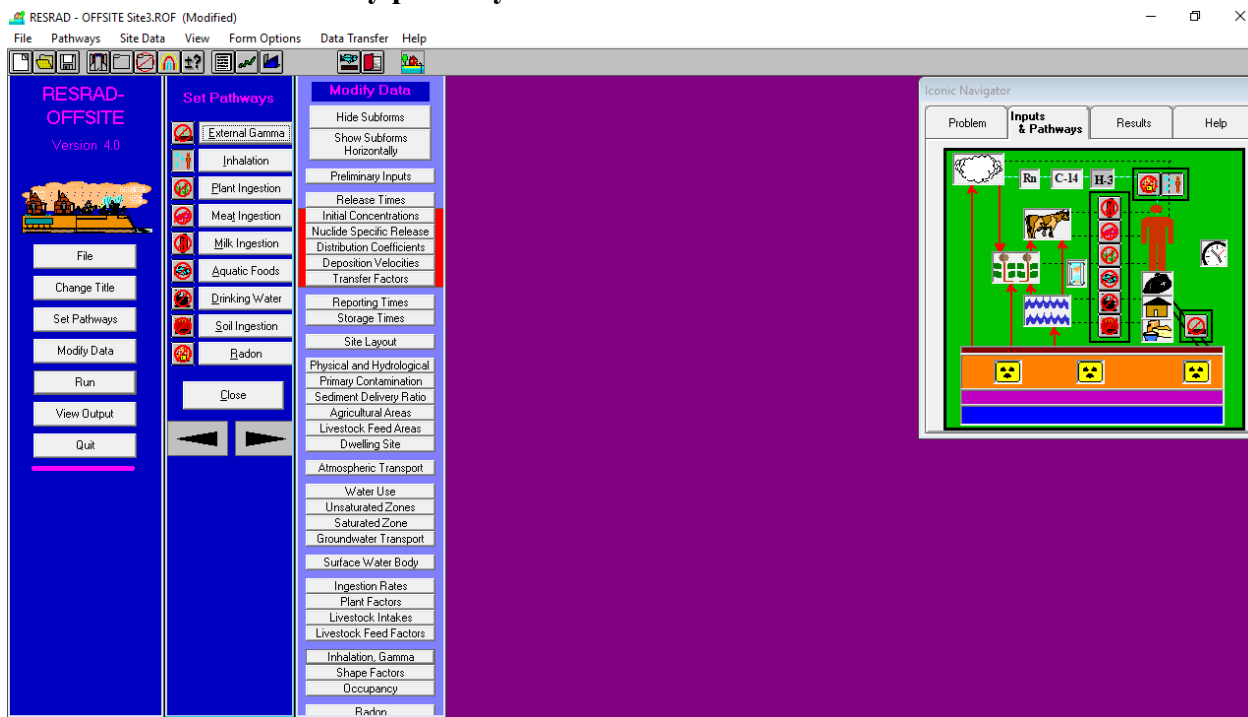 RESRAD - OFFSITE Site3.ROF (Modified)
File Pathways Site Data View Form Options Data Transfer Help
RESRAD-
OFFSITE
Version 4.0
File
Change Title
Set Pathways
Modify Data
Run
View Output
Quit
Set Pathways
External Gamma
Inhalation
Plant Ingestion
Meat Ingestion
Milk Ingestion
Aquatic Foods
Drinking Water
Soil Ingestion
Radon
Close
Modify Data
Hide Subforms
Show Subforms
Horizontally
Preliminary Inputs
Release Times
Initial Concentrations
Nuclide Specific Release
Distribution Coefficients
Deposition Velocities
Transfer Factors
Reporting Times
Storage Times
Site Layout
Physical and Hydrological
Primary Contamination
Sediment Delivery Ratio
Agricultural Areas
Livestock Feed Areas
Dwelling Site
Atmospheric Transport
Water Use
Unsaturated Zones
Saturated Zone
Groundwater Transport
Surface Water Body
Ingestion Rates
Plant Factors
Livestock Intakes
Livestock Feed Factors
Inhalation, Gamma
Shape Factors
Occupancy
Radon
Iconic Navigator
Problem
Inputs
& Pathways
Results
Help
Rn C-14 H-3